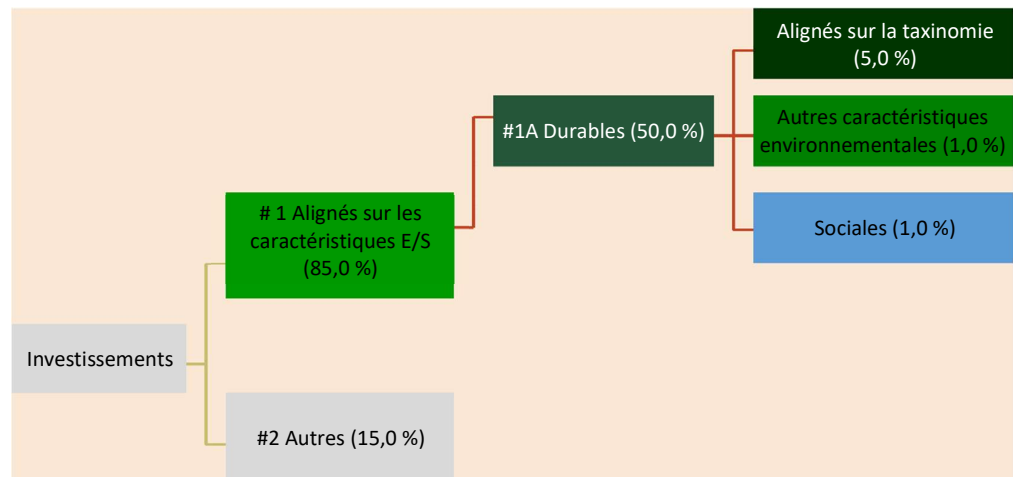 Investissements
# 1 Alignés sur les
caractéristiques E/S
(85,0 %)
#2 Autres (15,0 %)
#1A Durables (50,0 %)
Alignés sur la taxinomie
(5,0 %)
Autres caractéristiques
environnementales (1,0 %)
Sociales (1,0 %)